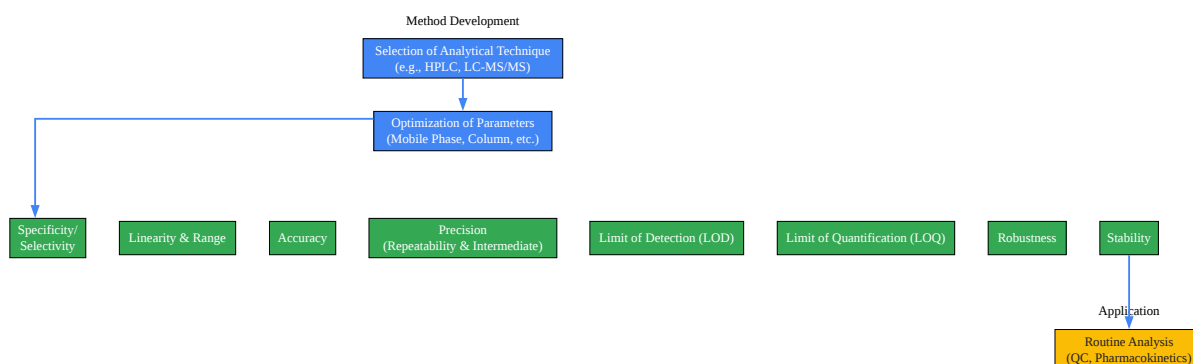 Method Development
Selection of Analytical Technique
(e.g., HPLC, LC-MS/MS)
Optimization of Parameters
(Mobile Phase, Column, etc.)
Specificity/
Selectivity
Linearity & Range
Accuracy
Precision
(Repeatability & Intermediate)
Limit of Detection (LOD)
Limit of Quantification (LOQ)
Robustness
Stability
Application
Routine Analysis
(QC, Pharmacokinetics)